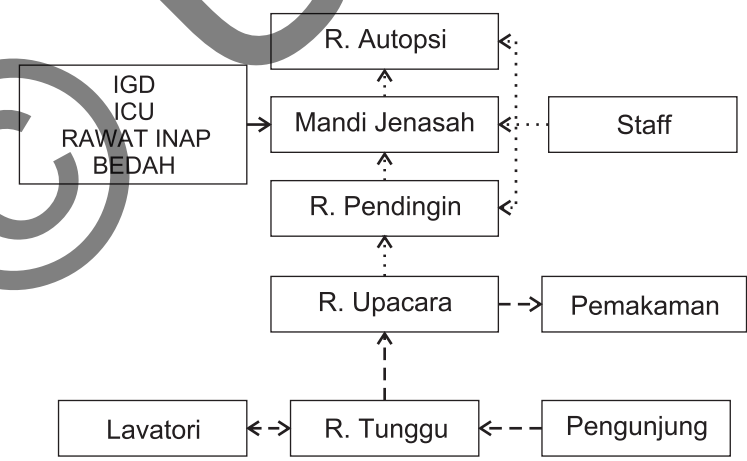 R. Autopsi
IGD
ICU
RAWAT INAP
BEDAH
Mandi Jenasah
Staff
R. Pendingin
R. Upacara
Pemakaman
Lavatori
R. Tunggu
Pengunjung